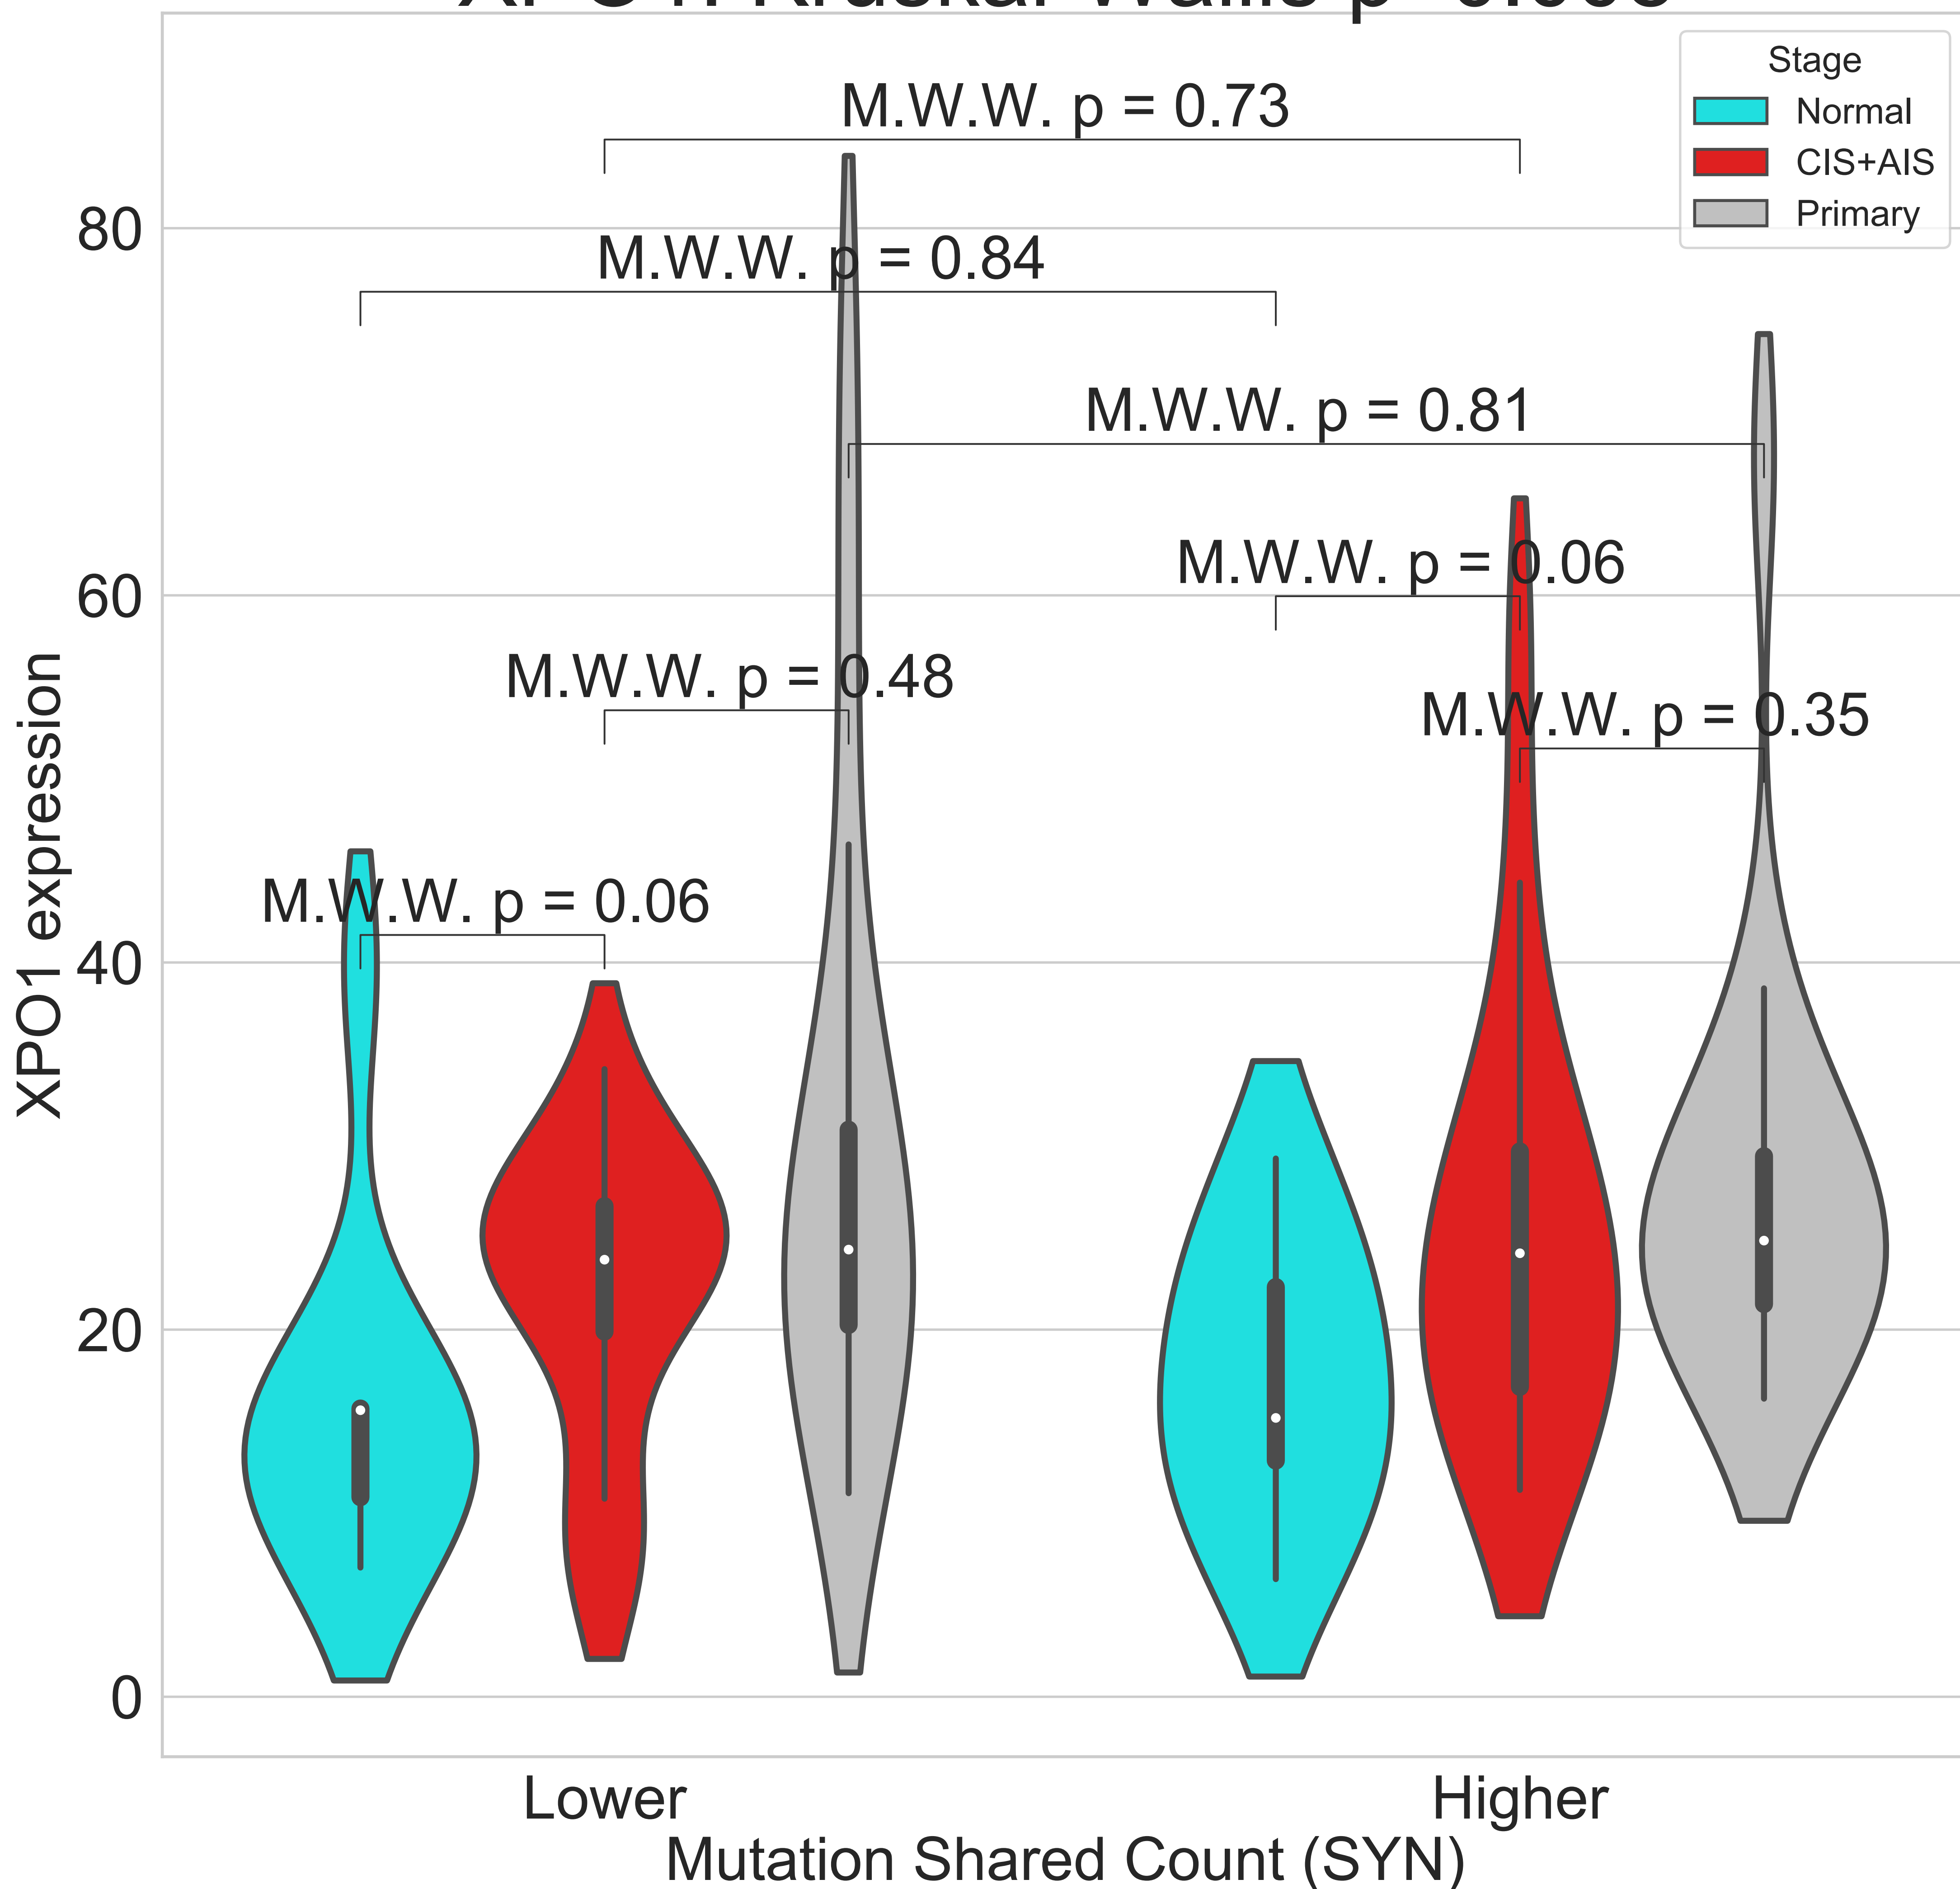 Stage
Normal
CIS+AIS
Primary
M.W.W. p = 0.73
M.W.W. p = 0.84
M.W.W. p = 0.81
M.W.W. p = 0.06
M.W.W. p = 0.48
M.W.W. p = 0.35
M.W.W. p = 0.06
80
60
40
20
0
XPO1 expression
Lower
Higher
Mutation Shared Count (SYN)